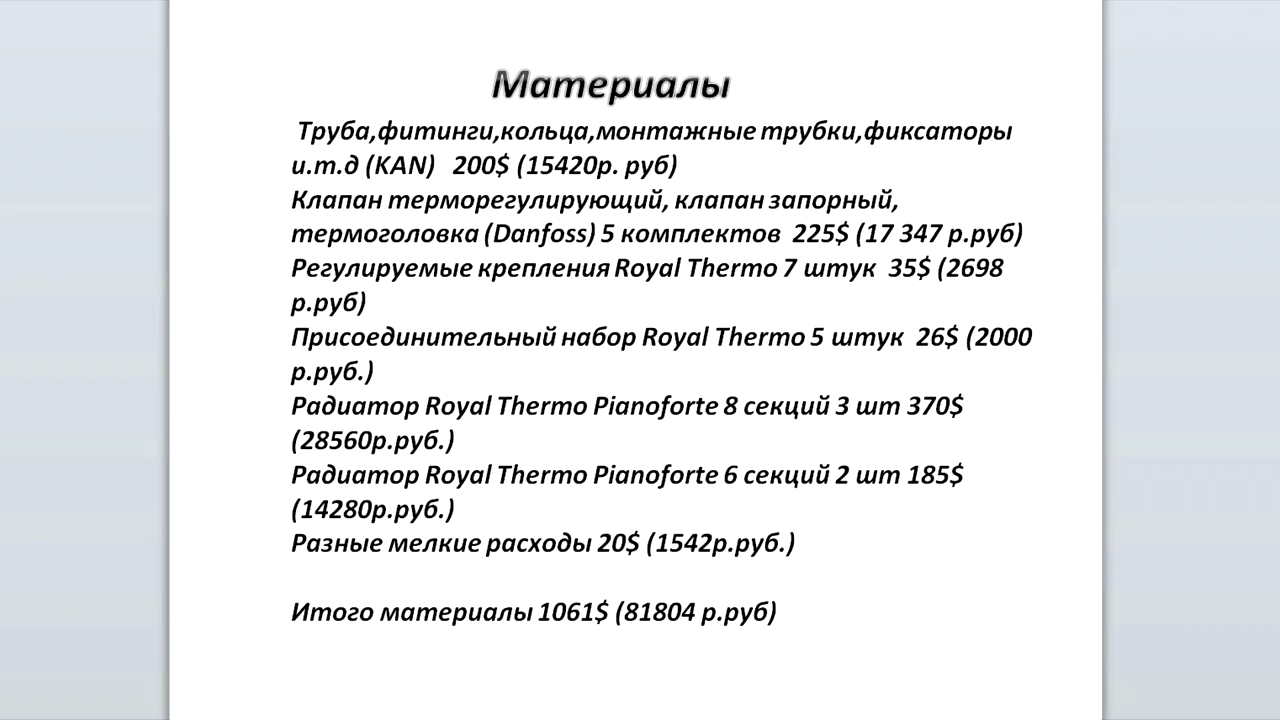 Материалы
Труба,фитинги,кольца,монтажные трубки,фиксаторы
и.т.д (KAN) 200$ (15420р. руб)
Клапан терморегулирующий, клапан запорный,
термоголовка (Danfoss) 5 комплектов 225$ (17 347 р.руб)
Регулируемые крепления Royal Thermo 7 штук 35$ (2698
р.руб)
Присоединительный набор Royal Thermo 5 штук 26$ (2000
р.руб.)
Радиатор Royal Thermo Pianoforte 8 секций 3 шт 370$
(28560р.руб.)
Радиатор Royal Thermo Pianoforte 6 секций 2 шт 185$
(14280р.руб.)
Разные мелкие расходы 20$ (1542р.руб.)
Итого материалы 1061$ (81804 р.руб)